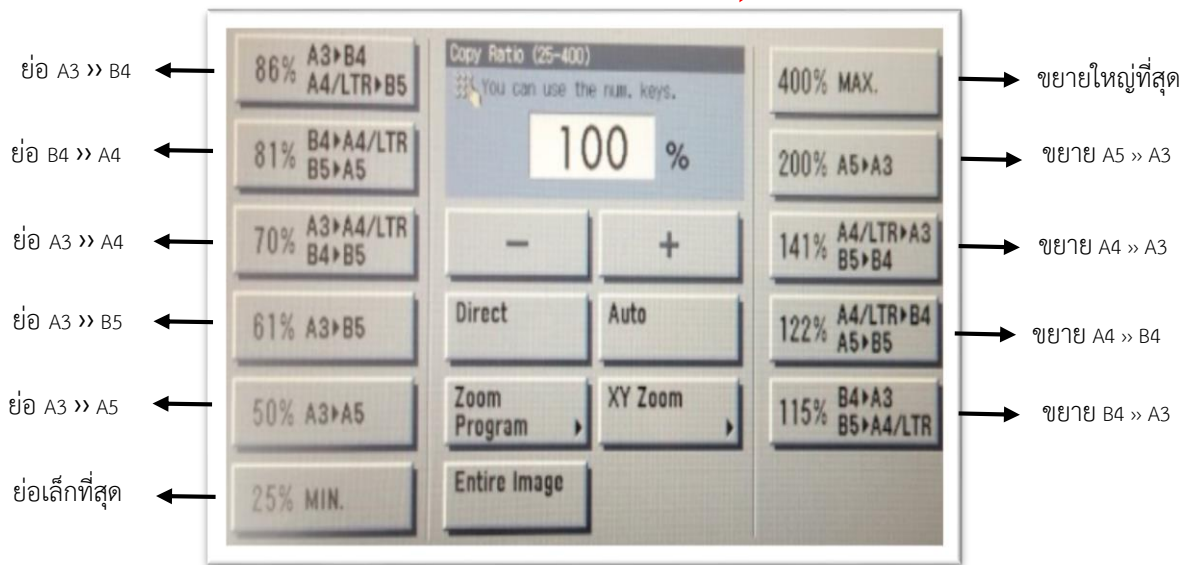 ย่อ A3 ›› B4
ย่อ B4 ›› A4
ย่อ A3 ›› A4
ย่อ A3 ›› B5
ย่อ A3 ›› A5
ย่อเล็กที่สุด
86% A3▸B4
A4/LTR▸B5
81% B4▸A4/LTR
B5▸A5
70% A3▸A4/LTR
B4▸B5
61% A3▸B5
50% A3▸A5
25% MIN.
Copy Ratio (25-400)
You can use the num. keys.
100 %
− +
Direct Auto
Zoom
Program ▸
XY Zoom ▸
Entire Image
400% MAX.
200% A5▸A3
141% A4/LTR▸A3
B5▸B4
122% A4/LTR▸B4
A5▸B5
115% B4▸A3
B5▸A4/LTR
ขยายใหญ่ที่สุด
ขยาย A5 » A3
ขยาย A4 » A3
ขยาย A4 » B4
ขยาย B4 » A3